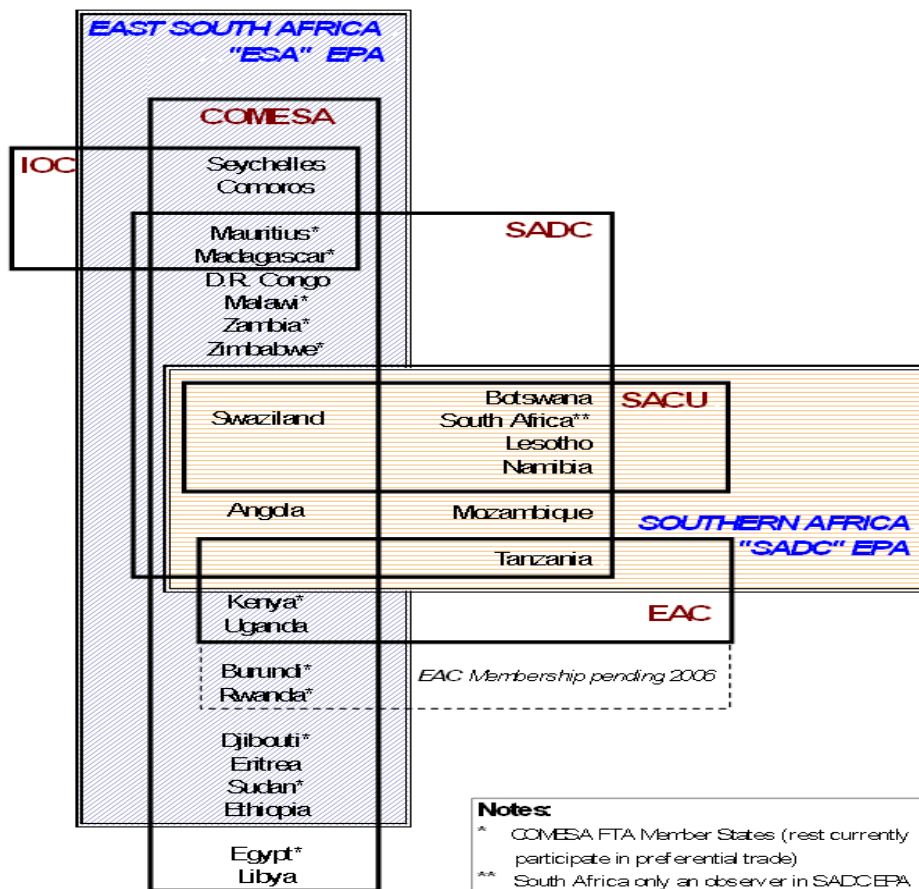 EAST SOUTH AFRICA
"ESA" EPA
COMESA
IOC
Seychelles
Comoros
SADC
Mauritius*
Madagascar*
D.R. Congo
Malawi*
Zambia*
Zimbabwe*
Botswana
SACU
Swaziland
South Africa**
Lesotho
Namibia
Angola
Mozambique
SOUTHERN AFRICA
"SADC" EPA
Tanzania
Kenya*
EAC
Uganda
Burundi*
EAC Membership pending 2006
Rwanda*
Djibouti*
Eritrea
Sudan*
Ethiopia
Egypt*
Libya
Notes:
* COMESA FTA Member States (rest currently
participate in preferential trade)
** South Africa only an observer in SADC EPA